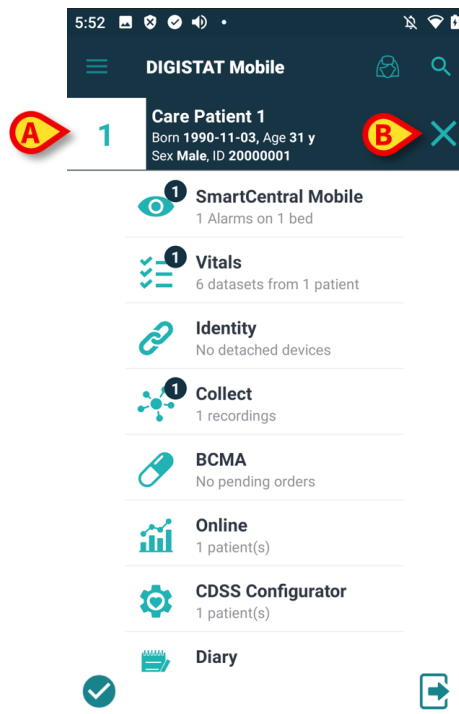 5:52
DIGISTAT Mobile
A
1
Care Patient 1
Born 1990-11-03, Age 31 y
Sex Male, ID 20000001
B
1
SmartCentral Mobile
1 Alarms on 1 bed
1
Vitals
6 datasets from 1 patient
Identity
No detached devices
1
Collect
1 recordings
BCMA
No pending orders
Online
1 patient(s)
CDSS Configurator
1 patient(s)
Diary